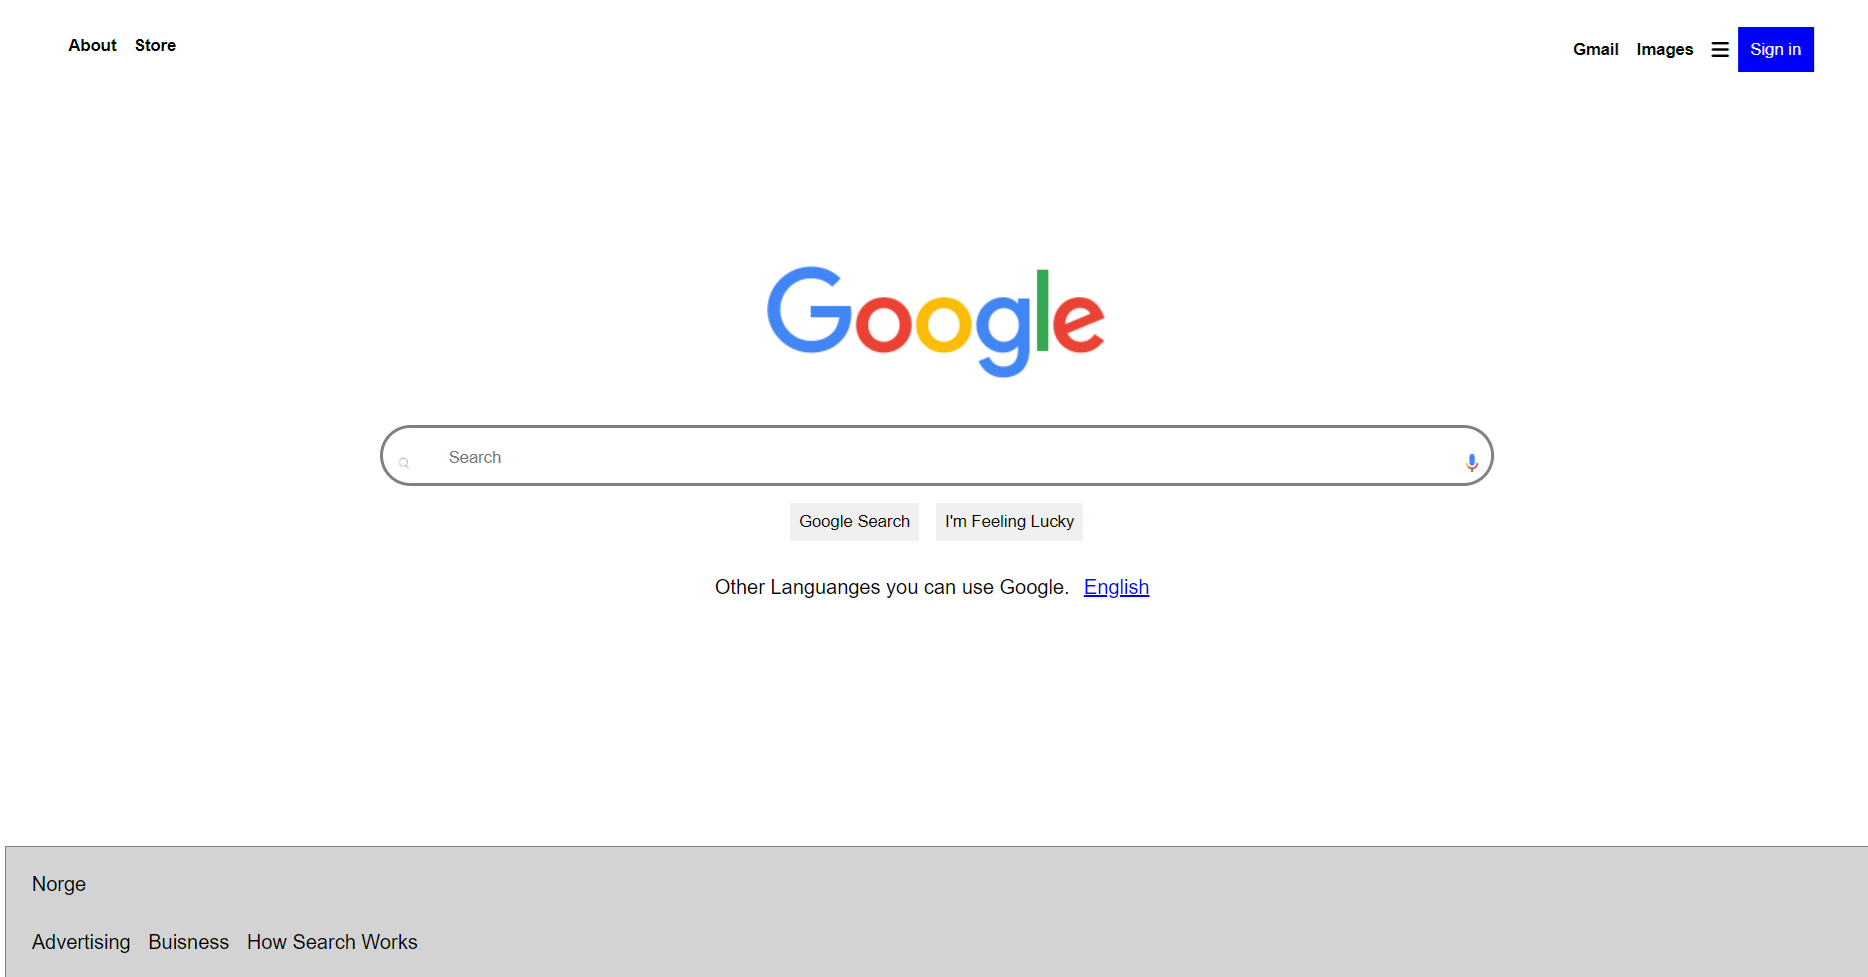 About Store
Gmail Images Sign in
Google
Search
Google Search I'm Feeling Lucky
Other Languanges you can use Google. English
Norge
Advertising Buisness How Search Works